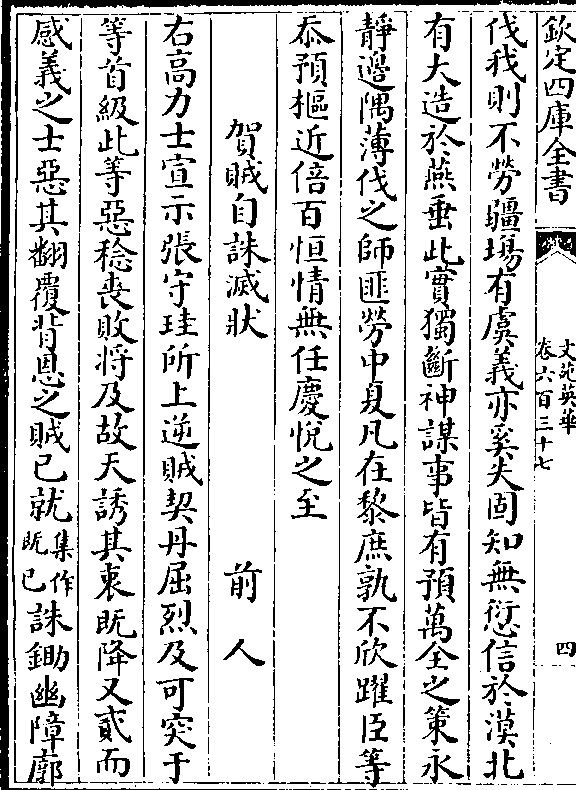 欽定四庫全書
文苑英華
卷六百三十七
四
伐我則不勞疆埸有虞義亦奚失固知無愆信於漠北
有大造於燕垂此實獨斷神謀事皆有預萬全之策永
靜邊隅薄伐之師匪勞中夏凡在黎庶孰不欣躍臣等
忝預樞近倍百恒情無任慶悅之至
賀賊自誅滅狀 前人
右高力士宣示張守珪所上逆賊契丹屈烈及可突于
等首級此等惡稔喪敗將及故天誘其衷既降又貳而
感義之士惡其翻覆背恩之賊已就集作既已誅鋤幽障廓